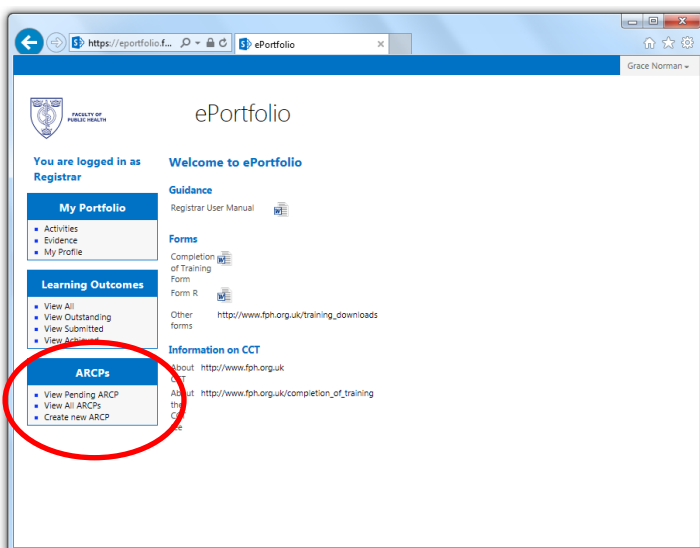 https://eportfolio.f...
ePortfolio
Grace Norman
FACULTY OF
PUBLIC HEALTH
ePortfolio
You are logged in as
Registrar
My Portfolio
Activities
Evidence
My Profile
Learning Outcomes
View All
View Outstanding
View Submitted
View Achieved
ARCPs
View Pending ARCP
View All ARCPs
Create new ARCP
Welcome to ePortfolio
Guidance
Registrar User Manual
Forms
Completion
of Training
Form
Form R
Other http://www.fph.org.uk/training_downloads
forms
Information on CCT
About http://www.fph.org.uk
CCT
About http://www.fph.org.uk/completion_of_training
the